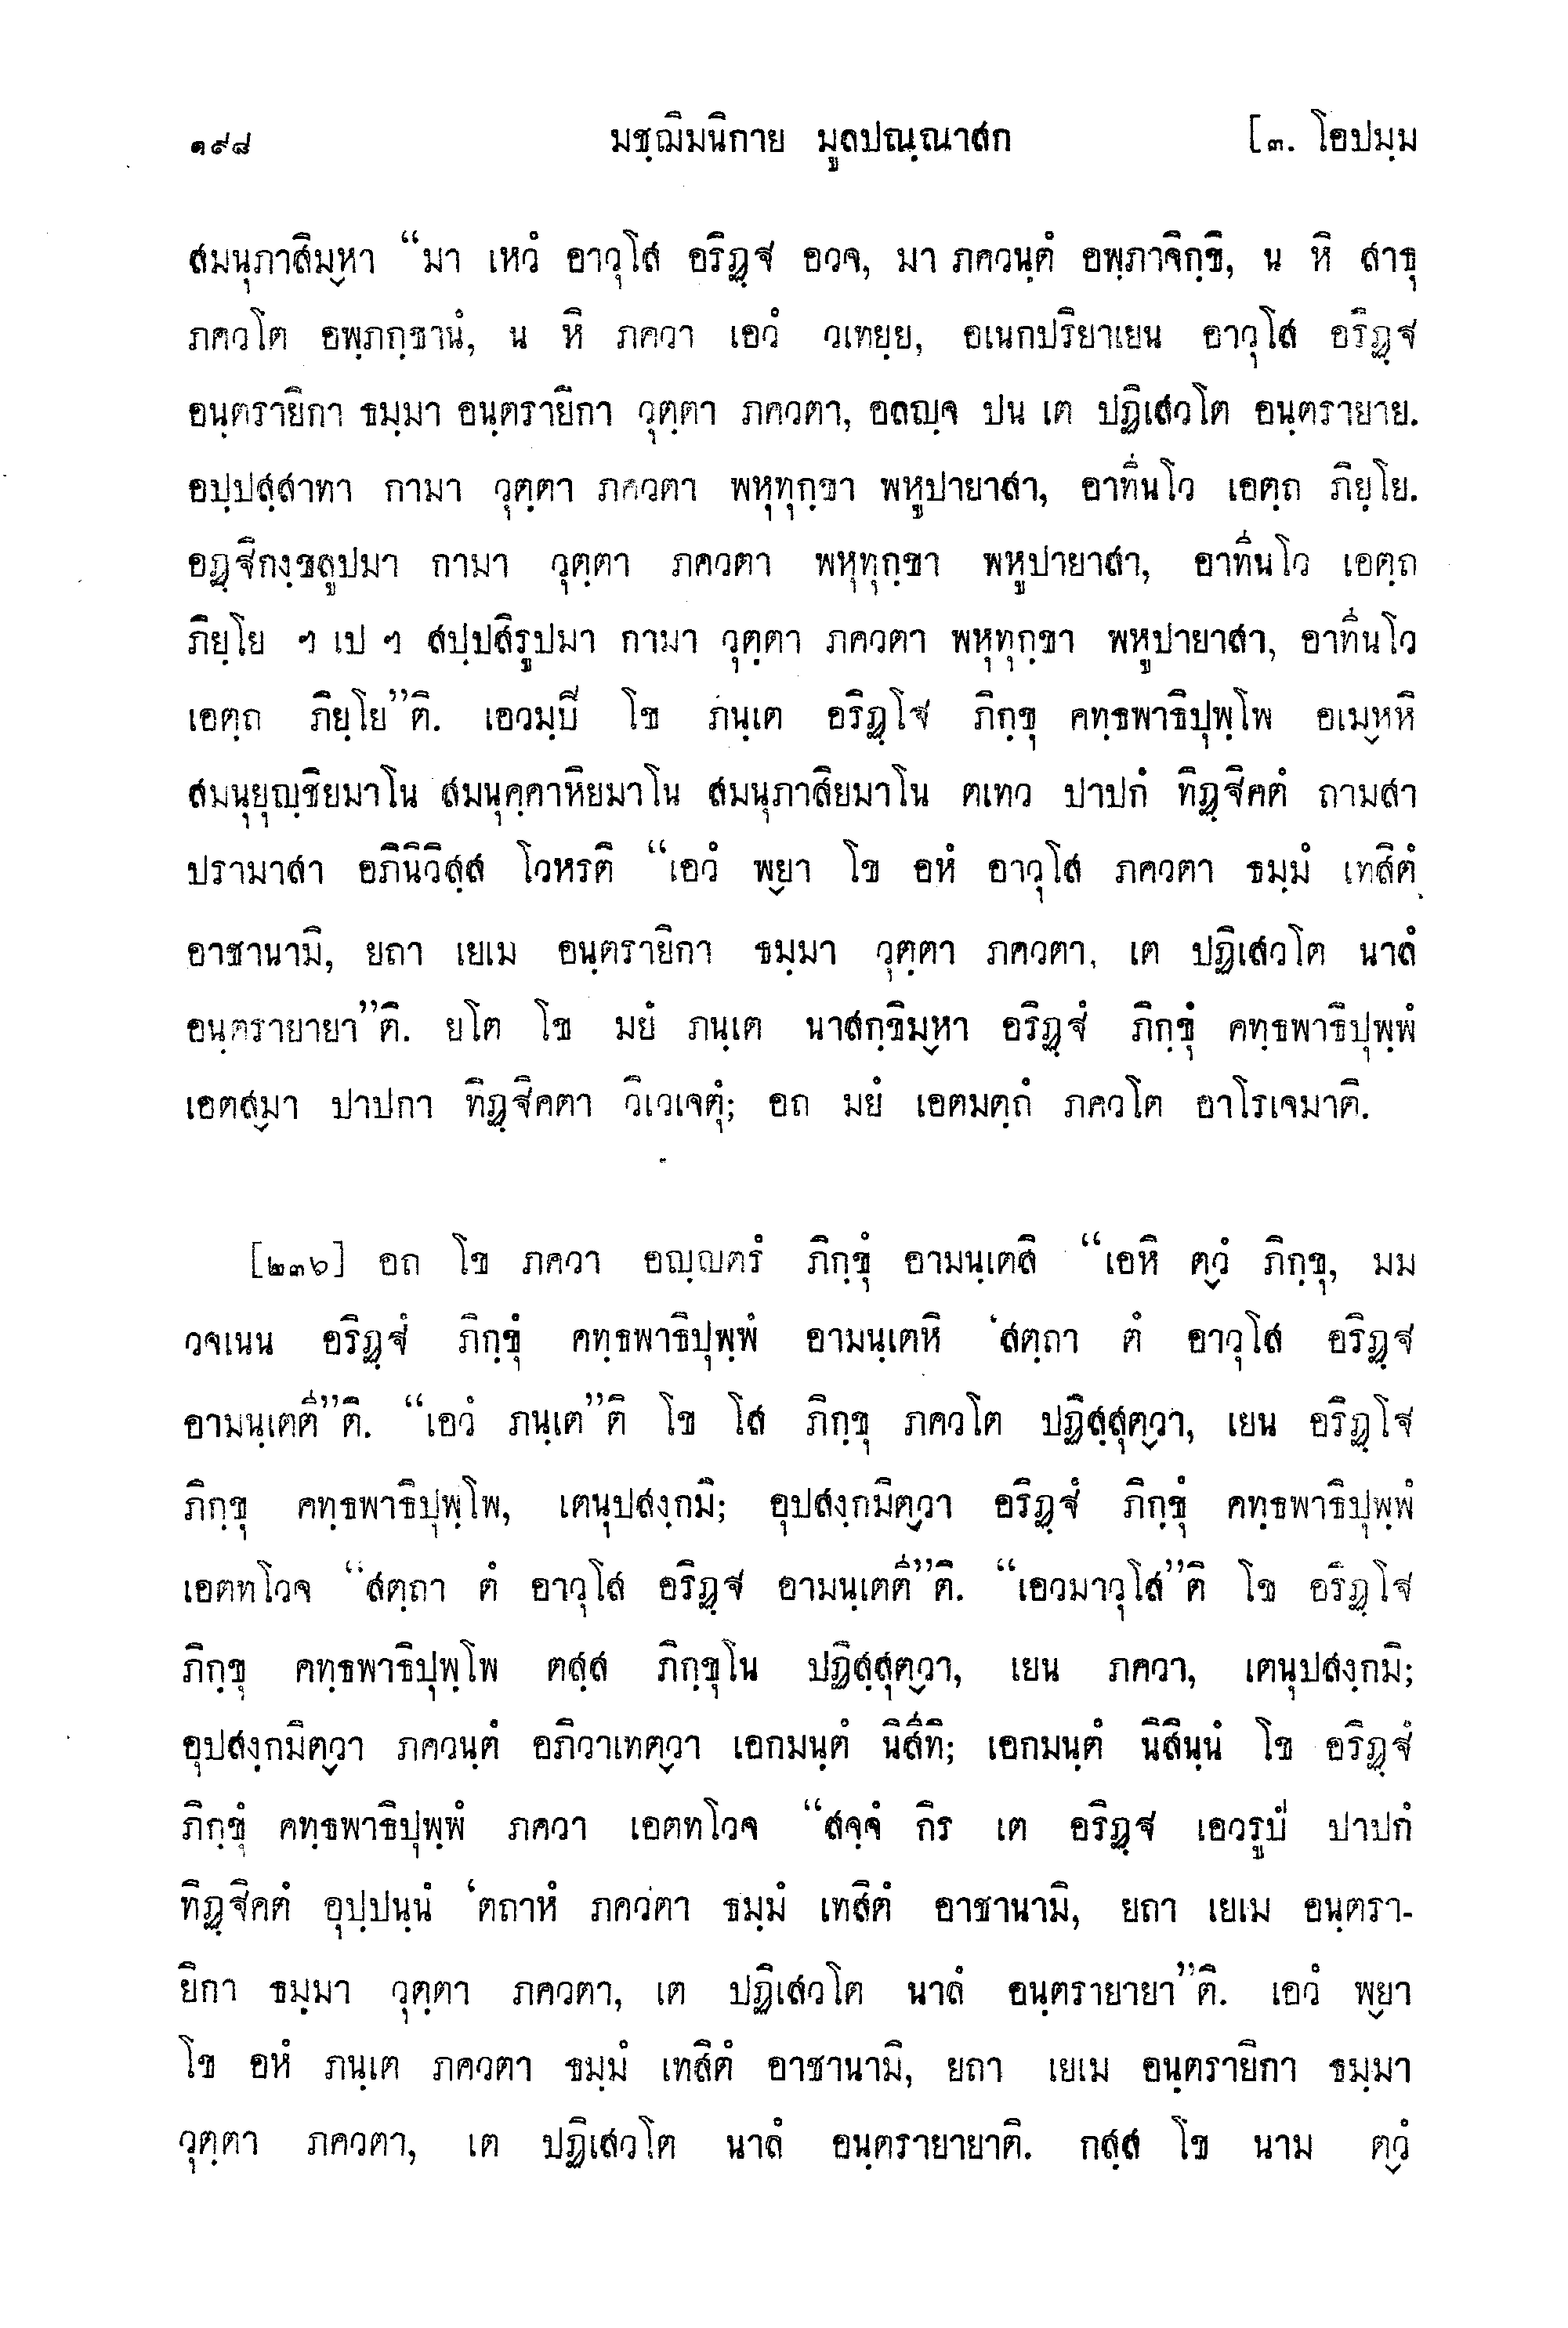 ๑๙๘ มชฺฌิมนิกาย มูลปณฺณาสก [๓. โอปมฺม
สมนุภาสิมฺหา “มา เหวํ อาวุโส อริฏฺฐ อวจ, มา ภควนฺตํ อพฺภาจิกฺขิ, น หิ สาธุ
ภควโต อพฺภกฺขานํ, น หิ ภควา เอวํ วเทยฺย, อเนกปริยาเยน อาวุโส อริฏฺฐ
อนฺตรายิกา ธมฺมา อนฺตรายิกา วุตฺตา ภควตา, อลญฺจ ปน เต ปฏิเสวโต อนฺตรายาย.
อปฺปสฺสาทา กามา วุตฺตา ภควตา พหุทุกฺขา พหูปายาสา, อาทีนโว เอตฺถ ภิยฺโย.
อฏฺฐิกงฺขลูปมา กามา วุตฺตา ภควตา พหุทุกฺขา พหูปายาสา, อาทีนโว เอตฺถ
ภิยฺโย ฯ เป ฯ สปฺปสิรูปมา กามา วุตฺตา ภควตา พหุทุกฺขา พหูปายาสา, อาทีนโว
เอตฺถ ภิยฺโย”ติ. เอวมฺปิ โข ภนฺเต อริฏฺโฐ ภิกฺขุ คทฺธพาธิปุพฺโพ อเมฺหหิ
สมนุยุญฺชิยมาโน สมนุคฺคาหิยมาโน สมนุภาสิยมาโน ตเทว ปาปกํ ทิฏฺฐิคตํ ถามสา
ปรามาสา อภินิวิสฺส โวหรติ “เอวํ พฺยา โข อหํ อาวุโส ภควตา ธมฺมํ เทสิตํ
อาชานามิ, ยถา เยเม อนฺตรายิกา ธมฺมา วุตฺตา ภควตา, เต ปฏิเสวโต นาลํ
อนฺตรายายา”ติ. ยโต โข มยํ ภนฺเต นาสกฺขิมฺหา อริฏฺฐํ ภิกฺขุํ คทฺธพาธิปุพฺพํ
เอตสฺมา ปาปกา ทิฏฺฐิคตา วิเวเจตุํ; อถ มยํ เอตมตฺถํ ภควโต อาโรเจมาติ.
[๒๓๖] อถ โข ภควา อญฺญตรํ ภิกฺขุํ อามนฺเตสิ “เอหิ ตฺวํ ภิกฺขุ, มม
วจเนน อริฏฺฐํ ภิกฺขุํ คทฺธพาธิปุพฺพํ อามนฺเตหิ ‘สตฺถา ตํ อาวุโส อริฏฺฐ
อามนฺเตตี”ติ. “เอวํ ภนฺเต”ติ โข โส ภิกฺขุ ภควโต ปฏิสฺสุตฺวา, เยน อริฏฺโฐ
ภิกฺขุ คทฺธพาธิปุพฺโพ, เตนุปสงฺกมิ; อุปสงฺกมิตฺวา อริฏฺฐํ ภิกฺขุํ คทฺธพาธิปุพฺพํ
เอตทโวจ “สตฺถา ตํ อาวุโส อริฏฺฐ อามนฺเตตี”ติ. “เอวมาวุโส”ติ โข อริฏฺโฐ
ภิกฺขุ คทฺธพาธิปุพฺโพ ตสฺส ภิกฺขุโน ปฏิสฺสุตฺวา, เยน ภควา, เตนุปสงฺกมิ;
อุปสงฺกมิตฺวา ภควนฺตํ อภิวาเทตฺวา เอกมนฺตํ นิสีทิ; เอกมนฺตํ นิสินฺนํ โข อริฏฺฐํ
ภิกฺขุํ คทฺธพาธิปุพฺพํ ภควา เอตทโวจ “สจฺจํ กิร เต อริฏฺฐ เอวรูปํ ปาปกํ
ทิฏฺฐิคตํ อุปฺปนฺนํ ‘ตถาหํ ภควตา ธมฺมํ เทสิตํ อาชานามิ, ยถา เยเม อนฺตรา-
ยิกา ธมฺมา วุตฺตา ภควตา, เต ปฏิเสวโต นาลํ อนฺตรายายา”ติ. เอวํ พฺยา
โข อหํ ภนฺเต ภควตา ธมฺมํ เทสิตํ อาชานามิ, ยถา เยเม อนฺตรายิกา ธมฺมา
วุตฺตา ภควตา, เต ปฏิเสวโต นาลํ อนฺตรายายาติ. กสฺส โข นาม ตฺวํ